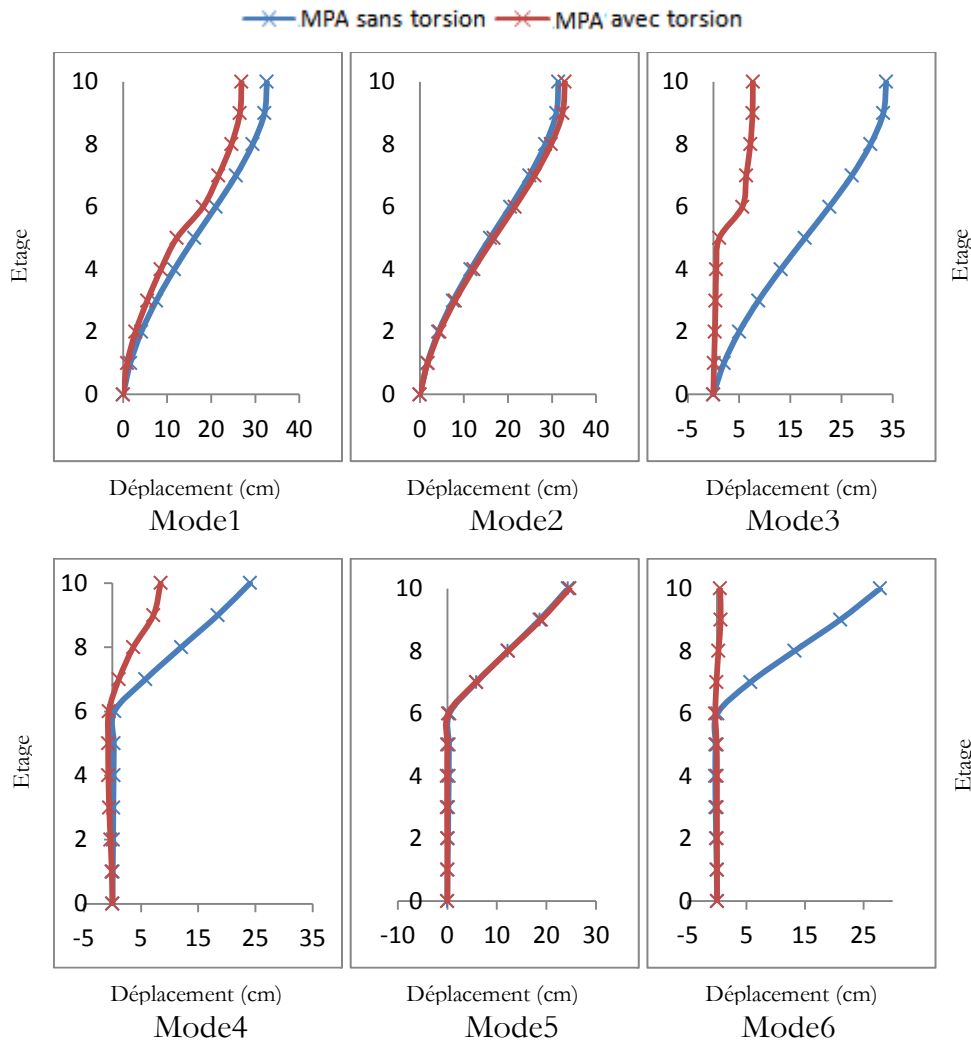 MPA sans torsion MPA avec torsion
10
8
6
4
2
0
0 10 20 30 40
Etage
Déplacement (cm)
Mode1
10
8
6
4
2
0
0 10 20 30 40
Déplacement (cm)
Mode2
10
8
6
4
2
0
-5 5 15 25 35
Etage
Déplacement (cm)
Mode3
10
8
6
4
2
0
-5 5 15 25 35
Etage
Déplacement (cm)
Mode4
10
8
6
4
2
0
-10 0 10 20 30
Déplacement (cm)
Mode5
10
8
6
4
2
0
-5 5 15 25
Etage
Déplacement (cm)
Mode6